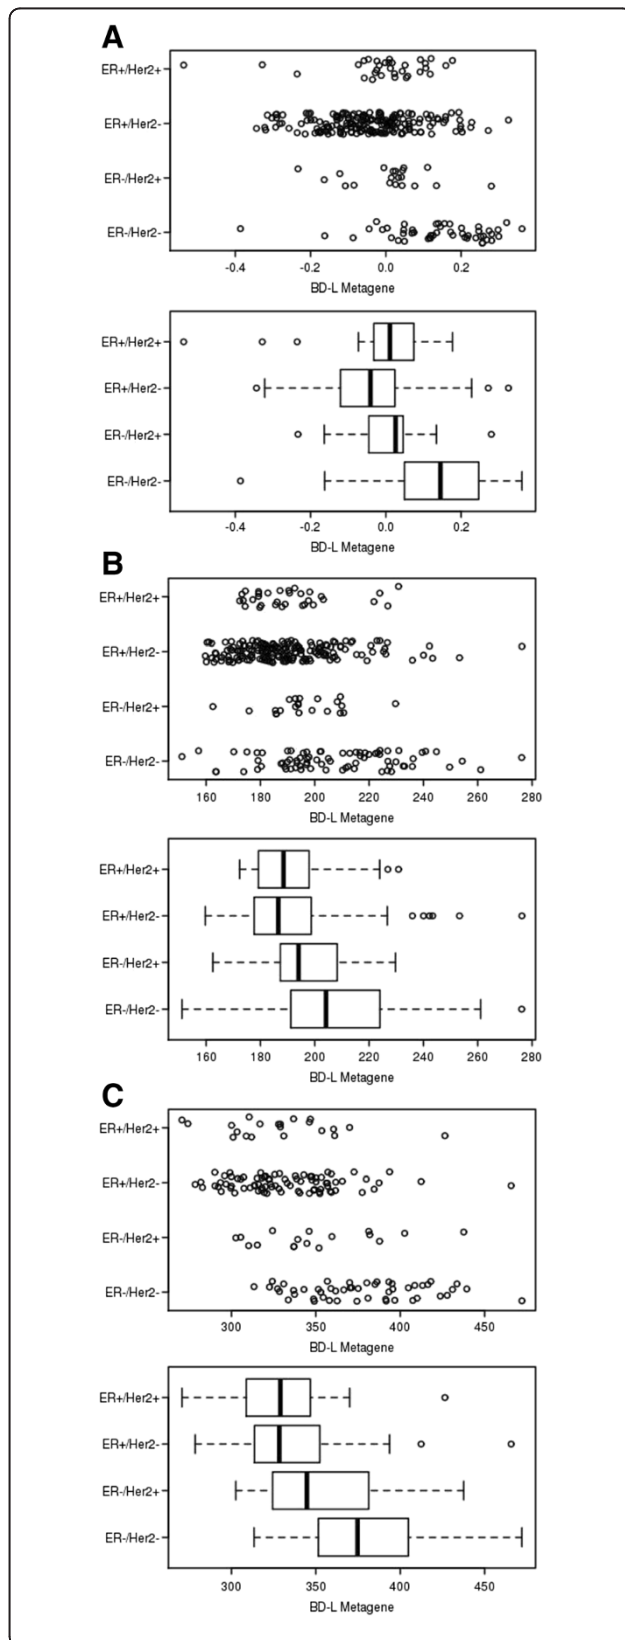 A
ER+/Her2+
ER+/Her2-
ER-/Her2+
ER-/Her2-
-0.4 -0.2 0.0 0.2
BD-L Metagene
ER+/Her2+
ER+/Her2-
ER-/Her2+
ER-/Her2-
-0.4 -0.2 0.0 0.2
BD-L Metagene
B
ER+/Her2+
ER+/Her2-
ER-/Her2+
ER-/Her2-
160 180 200 220 240 260 280
BD-L Metagene
ER+/Her2+
ER+/Her2-
ER-/Her2+
ER-/Her2-
160 180 200 220 240 260 280
BD-L Metagene
C
ER+/Her2+
ER+/Her2-
ER-/Her2+
ER-/Her2-
300 350 400 450
BD-L Metagene
ER+/Her2+
ER+/Her2-
ER-/Her2+
ER-/Her2-
300 350 400 450
BD-L Metagene